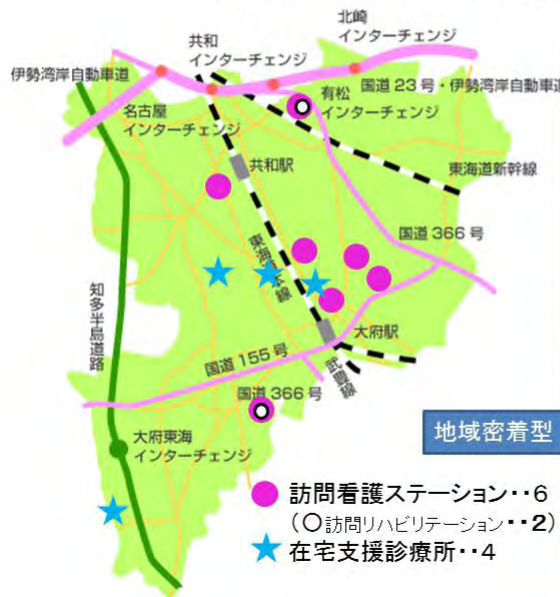 北崎
インターチェンジ
共和
インターチェンジ
伊勢湾岸自動車道
国道23号・伊勢湾岸自動車道
有松
インターチェンジ
名古屋
インターチェンジ
共和駅
東海道新幹線
国道366号
東海道本線
知多半島道路
大府駅
国道155号
武豊線
国道366号
地域密着型
大府東海
インターチェンジ
訪問看護ステーション・・6
(○訪問リハビリテーション・・2)
在宅支援診療所・・4